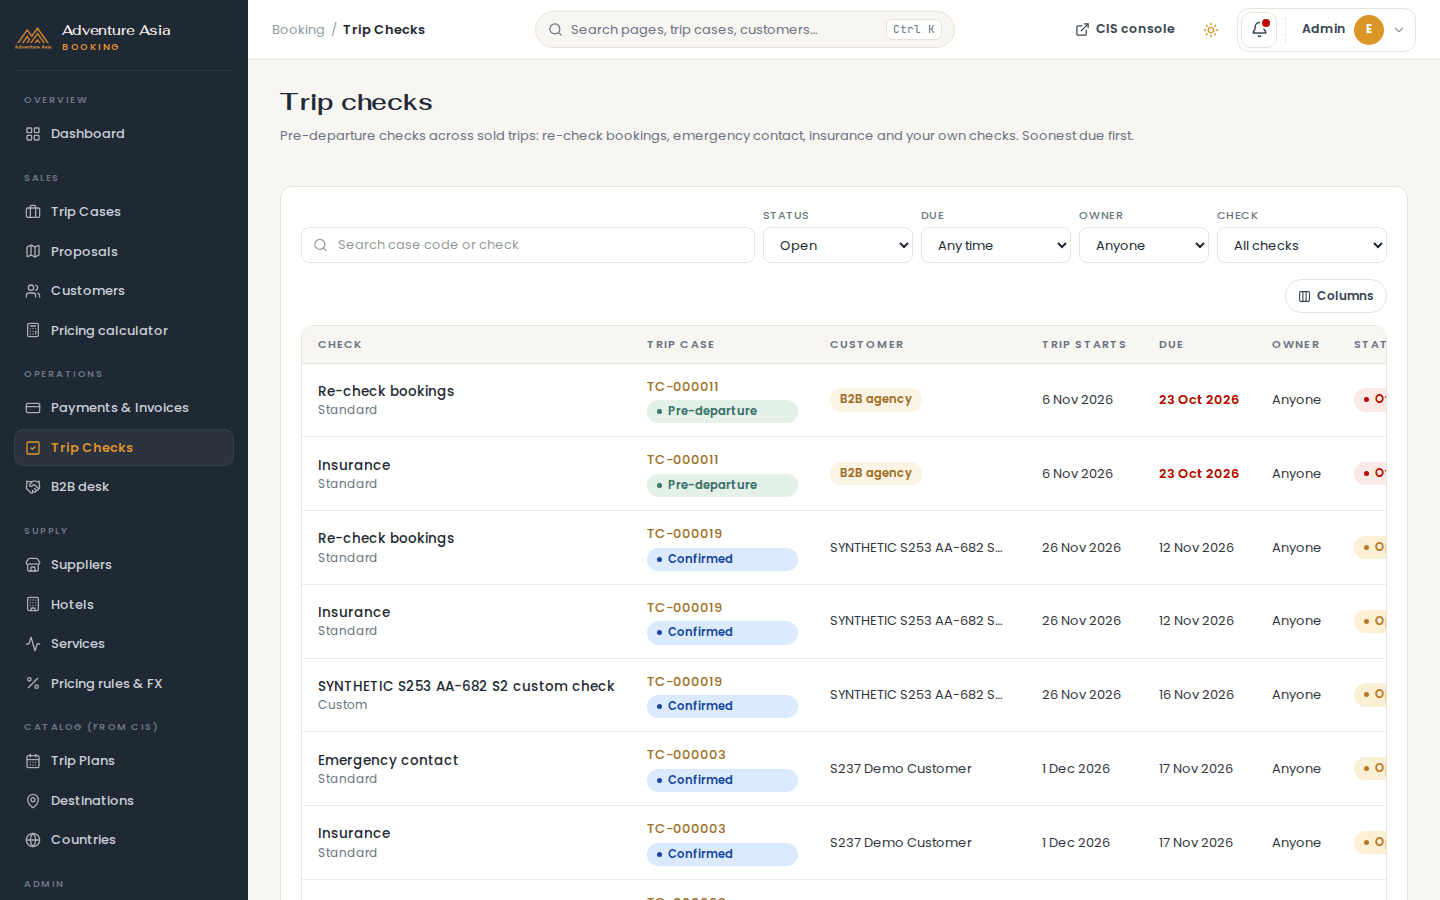 Adventure Asia
BOOKING
Adventure Asia
OVERVIEW
Dashboard
SALES
Trip Cases
Proposals
Customers
Pricing calculator
OPERATIONS
Payments & Invoices
Trip Checks
B2B desk
SUPPLY
Suppliers
Hotels
Services
Pricing rules & FX
CATALOG (FROM CIS)
Trip Plans
Destinations
Countries
ADMIN
Booking / Trip Checks
Search pages, trip cases, customers... Ctrl K
CIS console
Admin E
Trip checks
Pre-departure checks across sold trips: re-check bookings, emergency contact, insurance and your own checks. Soonest due first.
STATUS DUE OWNER CHECK
Search case code or check Open Any time Anyone All checks
Columns
CHECK TRIP CASE CUSTOMER TRIP STARTS DUE OWNER STAT
Re-check bookings TC-000011 B2B agency 6 Nov 2026 23 Oct 2026 Anyone
Standard Pre-departure
Insurance TC-000011 B2B agency 6 Nov 2026 23 Oct 2026 Anyone
Standard Pre-departure
Re-check bookings TC-000019 SYNTHETIC S253 AA-682 S... 26 Nov 2026 12 Nov 2026 Anyone
Standard Confirmed
Insurance TC-000019 SYNTHETIC S253 AA-682 S... 26 Nov 2026 12 Nov 2026 Anyone
Standard Confirmed
SYNTHETIC S253 AA-682 S2 custom check TC-000019 SYNTHETIC S253 AA-682 S... 26 Nov 2026 16 Nov 2026 Anyone
Custom Confirmed
Emergency contact TC-000003 S237 Demo Customer 1 Dec 2026 17 Nov 2026 Anyone
Standard Confirmed
Insurance TC-000003 S237 Demo Customer 1 Dec 2026 17 Nov 2026 Anyone
Standard Confirmed